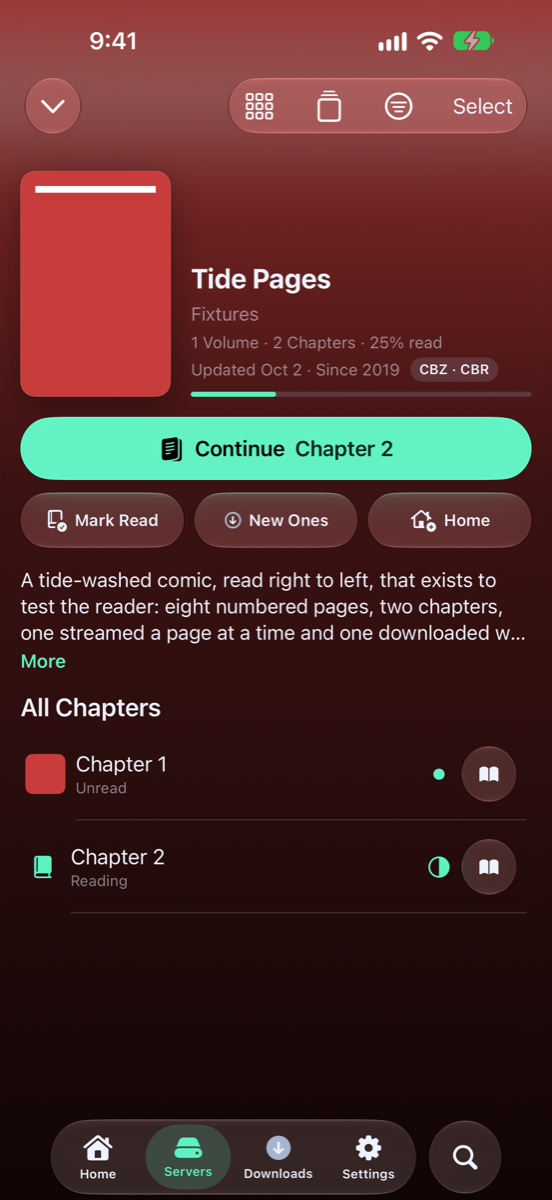 9:41
Select
Tide Pages
Fixtures
1 Volume · 2 Chapters · 25% read
Updated Oct 2 · Since 2019 CBZ · CBR
Continue Chapter 2
Mark Read New Ones Home
A tide-washed comic, read right to left, that exists to
test the reader: eight numbered pages, two chapters,
one streamed a page at a time and one downloaded w...
More
All Chapters
Chapter 1
Unread
Chapter 2
Reading
Home Servers Downloads Settings